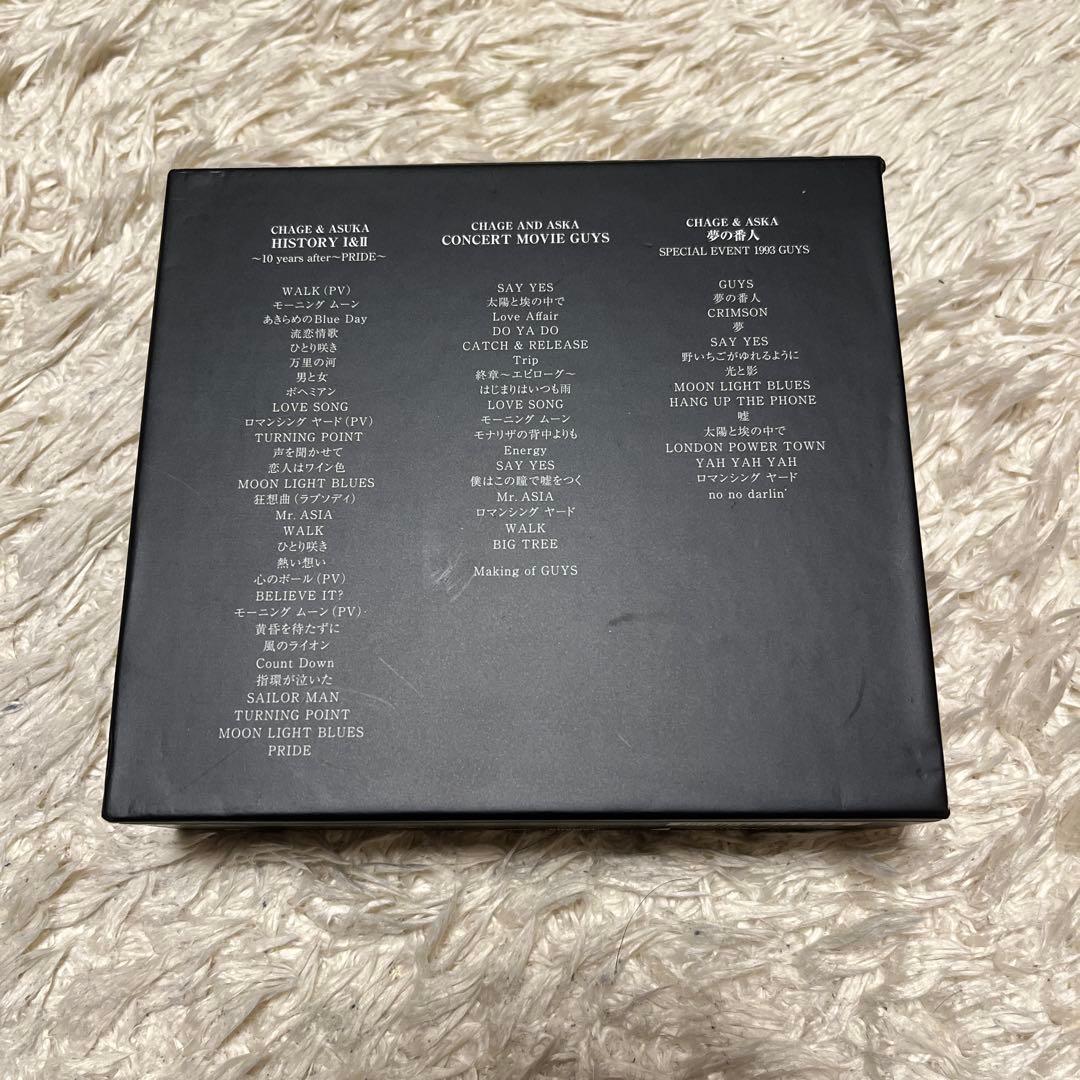 CHAGE & ASUKA
HISTORY I&II
～10 years after～PRIDE～
WALK (PV)
モーニング ムーン
あきらめのBlue Day
流恋情歌
ひとり咲き
万里の河
男と女
ボヘミアン
LOVE SONG
ロマンシング ヤード(PV)
TURNING POINT
声を聞かせて
恋人はワイン色
MOON LIGHT BLUES
狂想曲(ラプソディ)
Mr. ASIA
WALK
ひとり咲き
熱い想い
心のボール(PV)
BELIEVE IT?
モーニング ムーン(PV)
黄昏を待たずに
風のライオン
Count Down
指環が泣いた
SAILOR MAN
TURNING POINT
MOON LIGHT BLUES
PRIDE
CHAGE AND ASKA
CONCERT MOVIE GUYS
SAY YES
太陽と埃の中で
Love Affair
DO YA DO
CATCH & RELEASE
Trip
終章～エピローグ～
はじまりはいつも雨
LOVE SONG
モーニング ムーン
モナリザの背中よりも
Energy
SAY YES
僕はこの瞳で嘘をつく
Mr. ASIA
ロマンシング ヤード
WALK
BIG TREE
Making of GUYS
CHAGE & ASKA
夢の番人
SPECIAL EVENT 1993 GUYS
GUYS
夢の番人
CRIMSON
夢
SAY YES
野いちごがゆれるように
光と影
MOON LIGHT BLUES
HANG UP THE PHONE
嘘
太陽と埃の中で
LONDON POWER TOWN
YAH YAH YAH
ロマンシング ヤード
no no darlin'